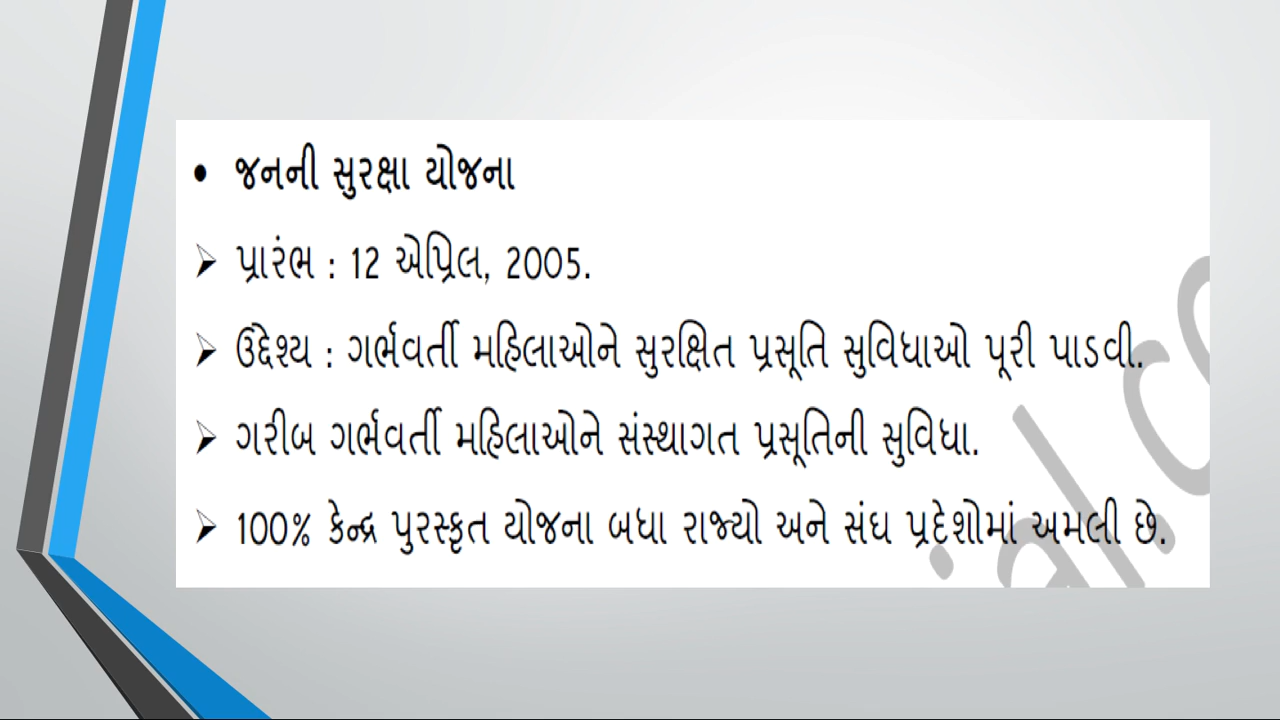 • જનની સુરક્ષા યોજના
➢ પ્રારંભ : 12 એપ્રિલ, 2005.
➢ ઉદ્દેશ્ય : ગર્ભવર્તી મહિલાઓને સુરક્ષિત પ્રસૂતિ સુવિધાઓ પૂરી પાડવી.
➢ ગરીબ ગર્ભવર્તી મહિલાઓને સંસ્થાગત પ્રસૂતિની સુવિધા.
➢ 100% કેન્દ્ર પુરસ્કૃત યોજના બધા રાજ્યો અને સંઘ પ્રદેશોમાં અમલી છે.